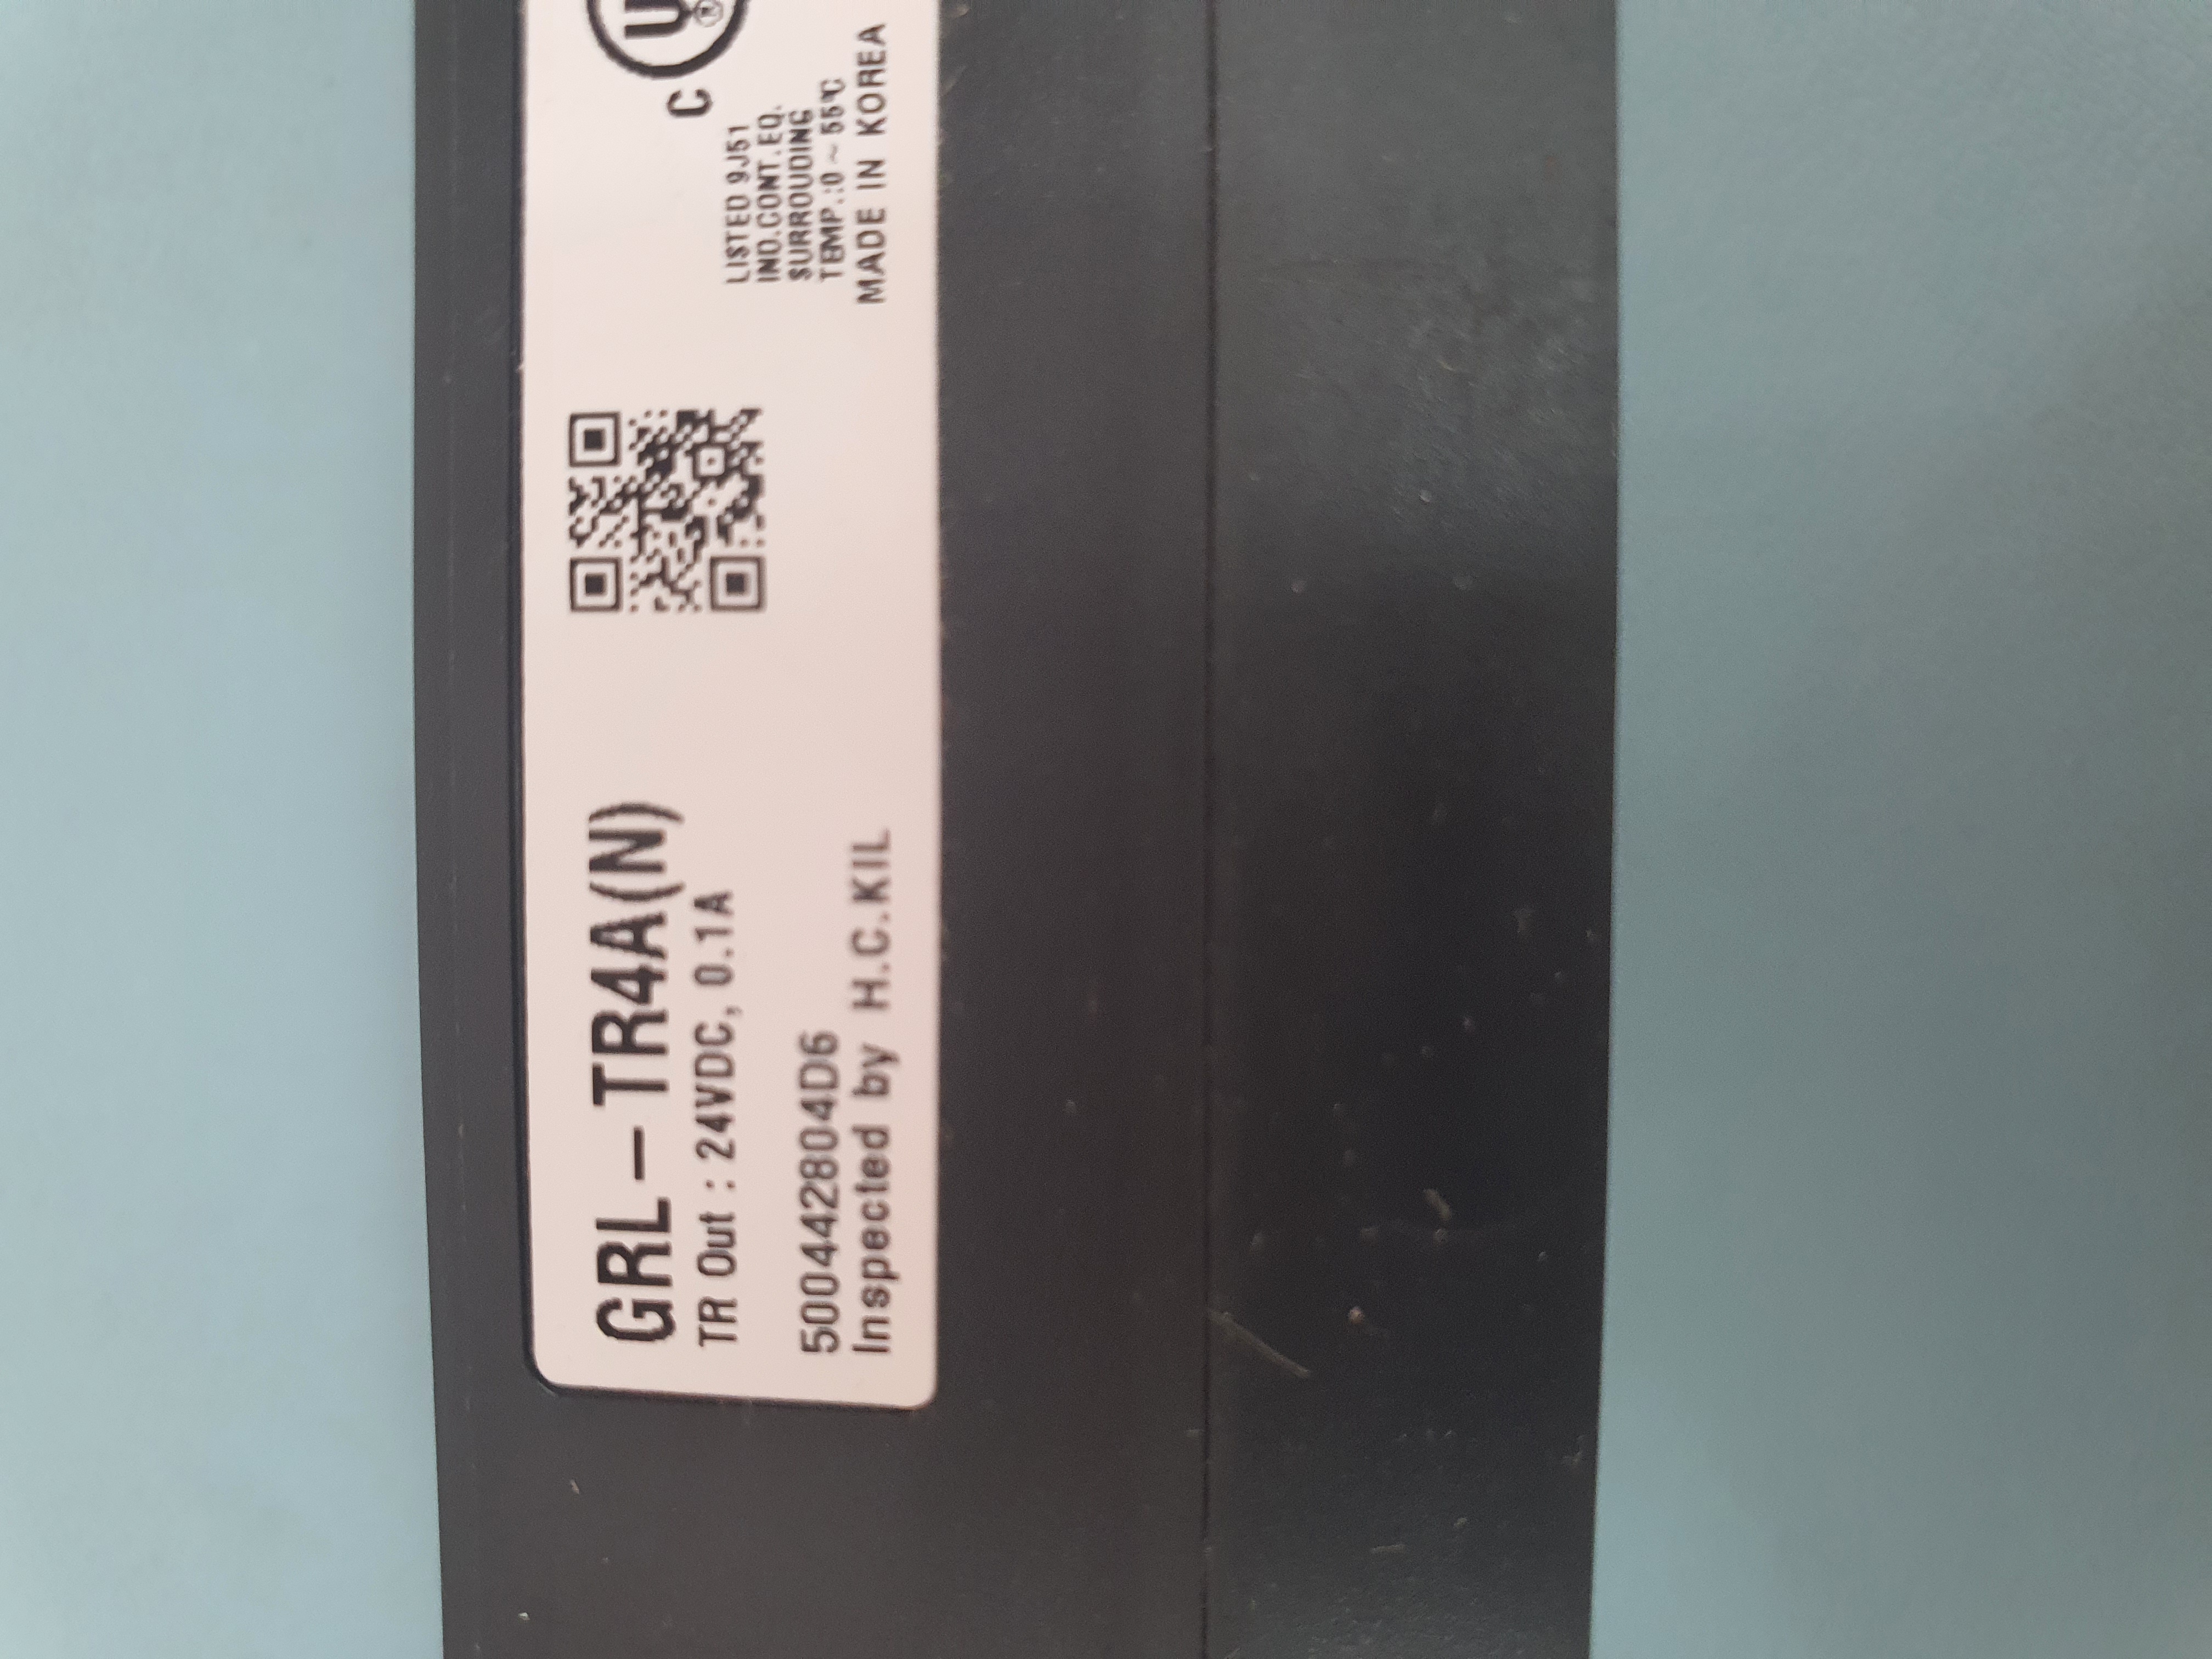 GRL-TR4A(N)
TR Out : 24VDC, 0.1A
500442804D6
Inspected by H.C.KIL
C U
®
LISTED 9J51
IND.CONT.EQ.
SURROUDING
TEMP.:0 ~ 55℃
MADE IN KOREA